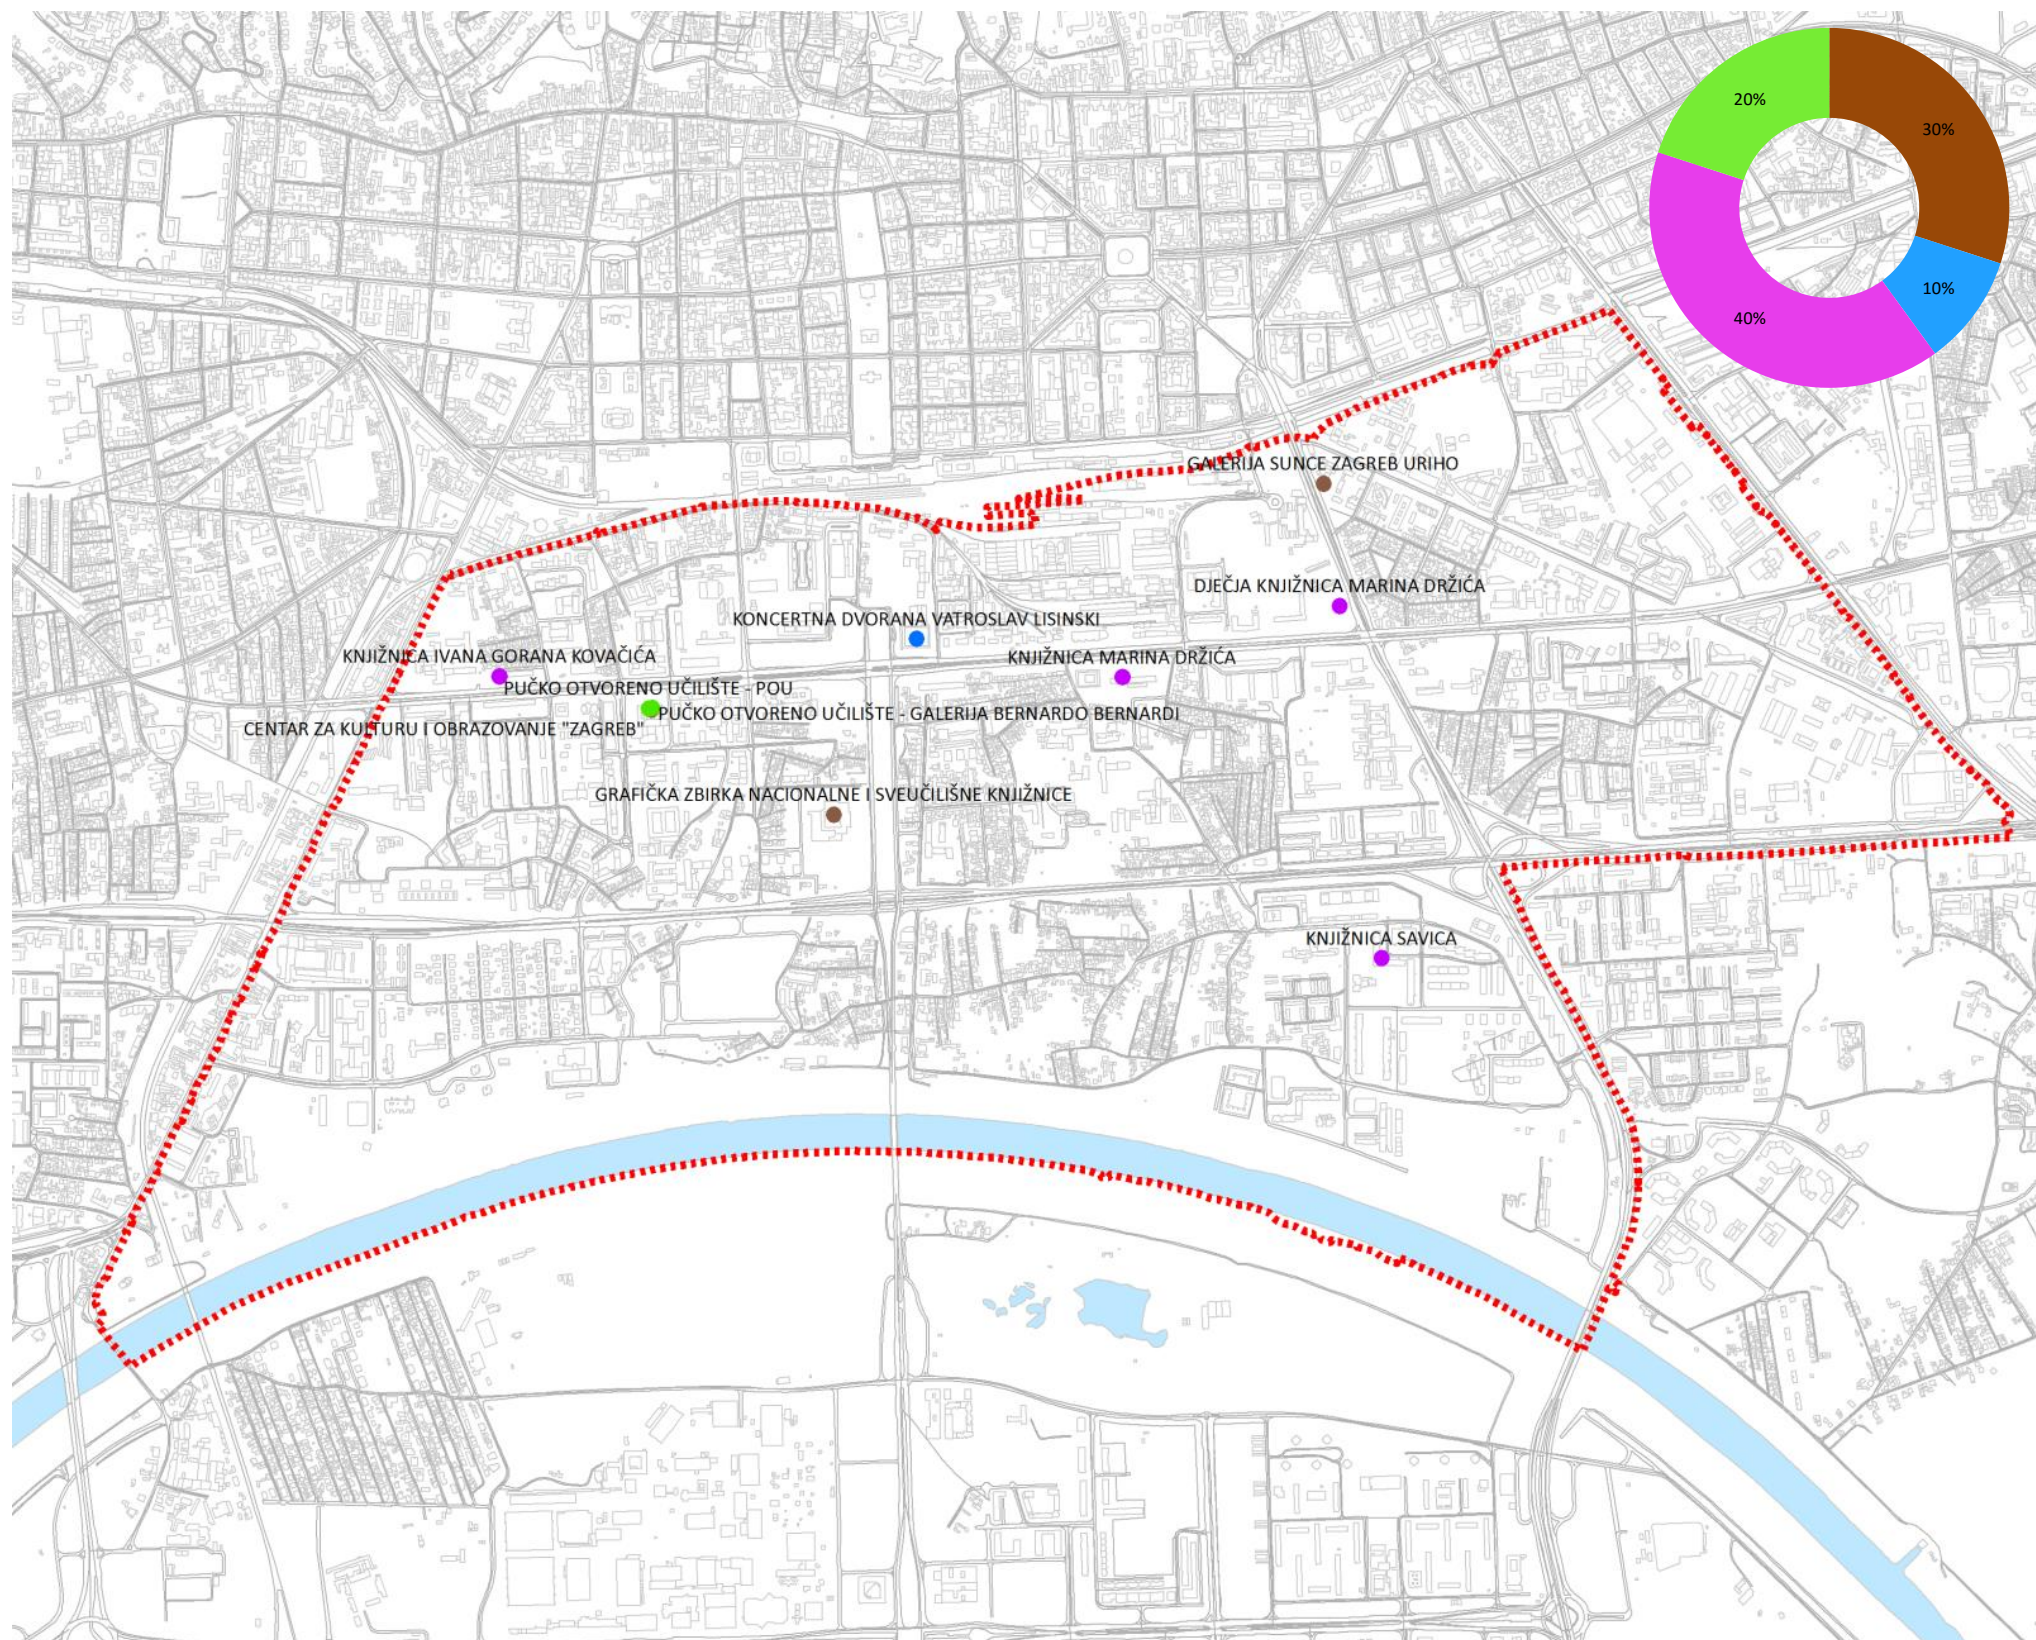 20%
30%
10%
40%
GALERIJA SUNCE ZAGREB URIHO
DJEČJA KNJIŽNICA MARINA DRŽIĆA
KONCERTNA DVORANA VATROSLAV LISINSKI
KNJIŽNICA IVANA GORANA KOVAČIĆA
KNJIŽNICA MARINA DRŽIĆA
PUČKO OTVORENO UČILIŠTE - POU
PUČKO OTVORENO UČILIŠTE - GALERIJA BERNARDO BERNARDI
CENTAR ZA KULTURU I OBRAZOVANJE "ZAGREB"
GRAFIČKA ZBIRKA NACIONALNE I SVEUČILIŠNE KNJIŽNICE
KNJIŽNICA SAVICA